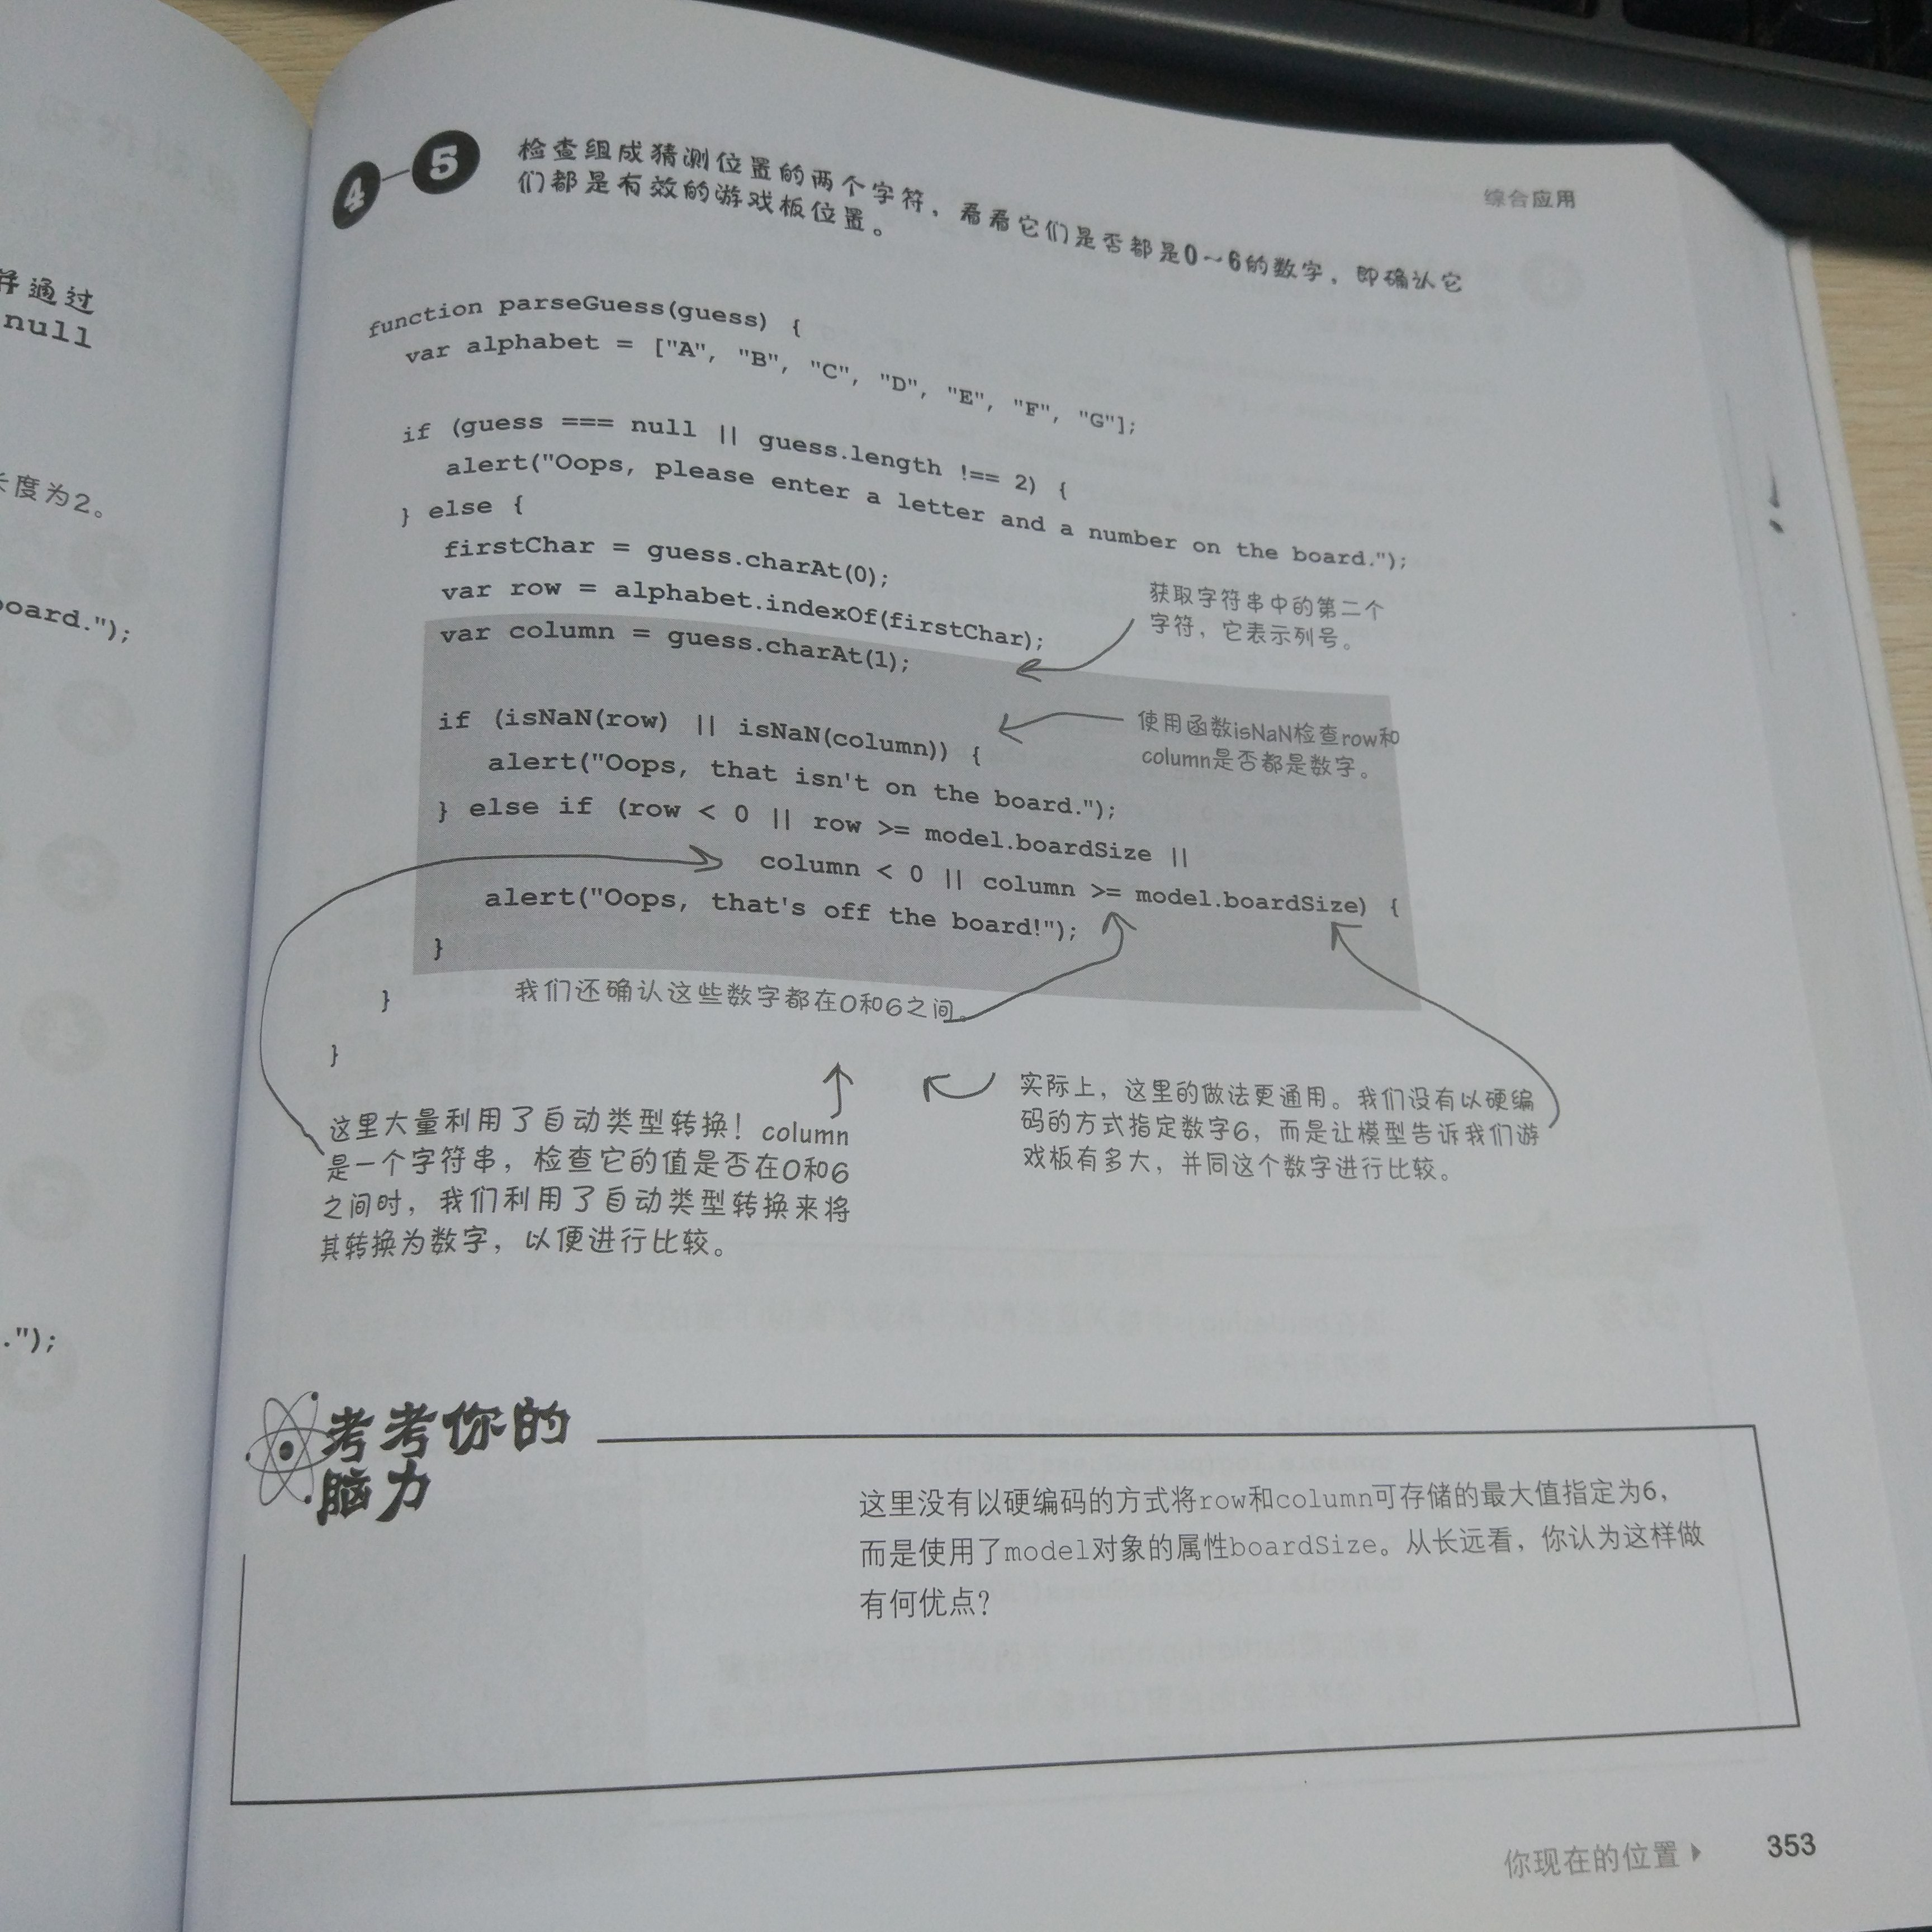 并通过
null
长度为2。
board.");
.");
综合应用
4-5
检查组成猜测位置的两个字符，看看它们是否都是0～6的数字，即确认它
们都是有效的游戏板位置。
function parseGuess(guess) {
var alphabet = ["A", "B", "C", "D", "E", "F", "G"];
if (guess === null || guess.length !== 2) {
alert("Oops, please enter a letter and a number on the board.");
} else {
firstChar = guess.charAt(0);
var row = alphabet.indexOf(firstChar);
var column = guess.charAt(1);
获取字符串中的第二个
字符，它表示列号。
if (isNaN(row) || isNaN(column)) {
使用函数isNaN检查row和
column是否都是数字。
alert("Oops, that isn't on the board.");
} else if (row < 0 || row >= model.boardSize ||
column < 0 || column >= model.boardSize) {
alert("Oops, that's off the board!");
}
我们还确认这些数字都在0和6之间。
}
}
这里大量利用了自动类型转换！column
是一个字符串，检查它的值是否在0和6
之间时，我们利用了自动类型转换来将
其转换为数字，以便进行比较。
实际上，这里的做法更通用。我们没有以硬编
码的方式指定数字6，而是让模型告诉我们游
戏板有多大，并同这个数字进行比较。
考考你的
脑力
这里没有以硬编码的方式将row和column可存储的最大值指定为6，
而是使用了model对象的属性boardSize。从长远看，你认为这样做
有何优点？
你现在的位置▸ 353